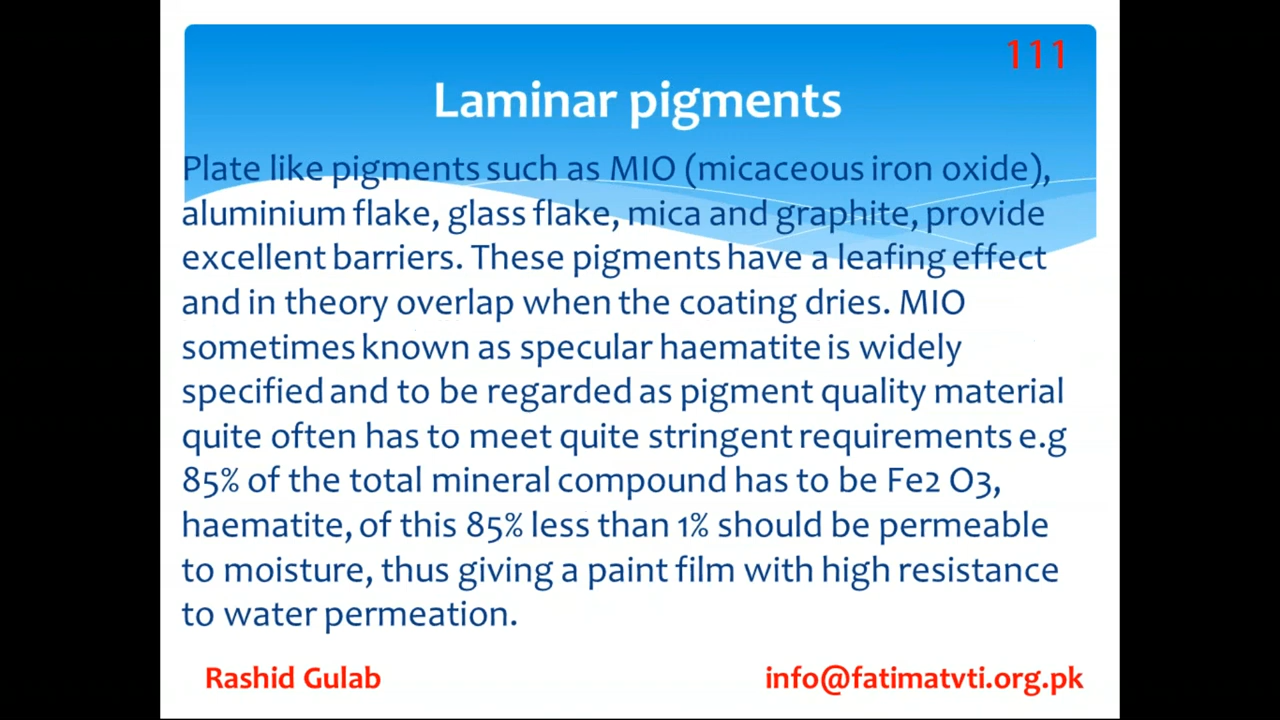 111
Laminar pigments
Plate like pigments such as MIO (micaceous iron oxide),
aluminium flake, glass flake, mica and graphite, provide
excellent barriers. These pigments have a leafing effect
and in theory overlap when the coating dries. MIO
sometimes known as specular haematite is widely
specified and to be regarded as pigment quality material
quite often has to meet quite stringent requirements e.g
85% of the total mineral compound has to be Fe2 O3,
haematite, of this 85% less than 1% should be permeable
to moisture, thus giving a paint film with high resistance
to water permeation.
Rashid Gulab
info@fatimatvti.org.pk